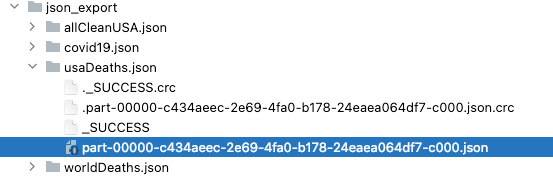 json_export
allCleanUSA.json
covid19.json
usaDeaths.json
._SUCCESS.crc
.part-00000-c434aeec-2e69-4fa0-b178-24eaea064df7-c000.json.crc
_SUCCESS
part-00000-c434aeec-2e69-4fa0-b178-24eaea064df7-c000.json
worldDeaths.json